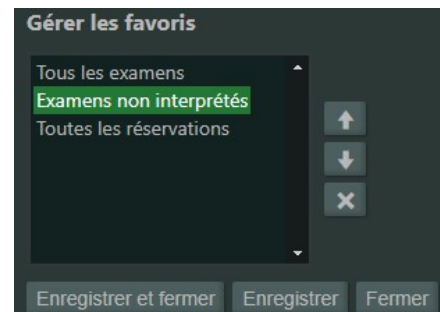 Gérer les favoris
Tous les examens
Examens non interprétés
Toutes les réservations
Enregistrer et fermer Enregistrer Fermer